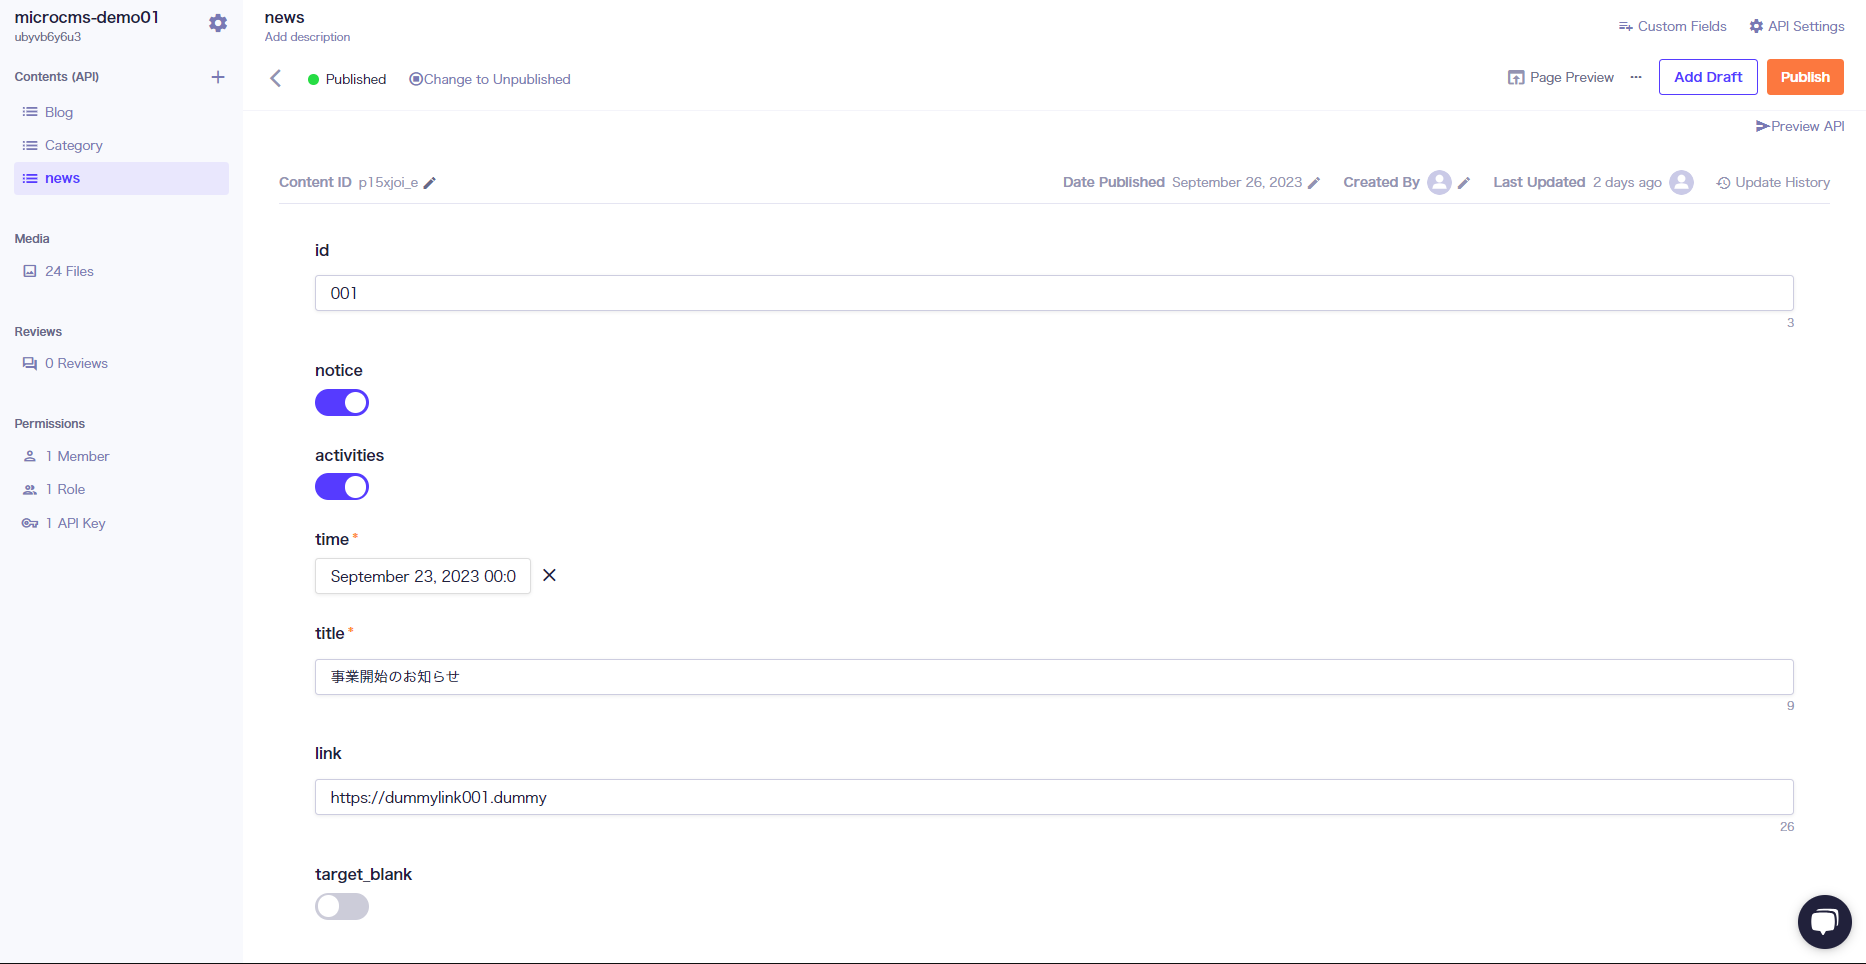 microcms-demo01
ubyvb6y6u3
Contents (API)
Blog
Category
news
Media
24 Files
Reviews
0 Reviews
Permissions
1 Member
1 Role
1 API Key
news
Add description
Custom Fields
API Settings
Published
Change to Unpublished
Page Preview
Add Draft
Publish
Preview API
Content ID p15xjoi_e
Date Published September 26, 2023
Created By
Last Updated 2 days ago
Update History
id
001
3
notice
activities
time *
September 23, 2023 00:0
title *
事業開始のお知らせ
9
link
https://dummylink001.dummy
26
target_blank